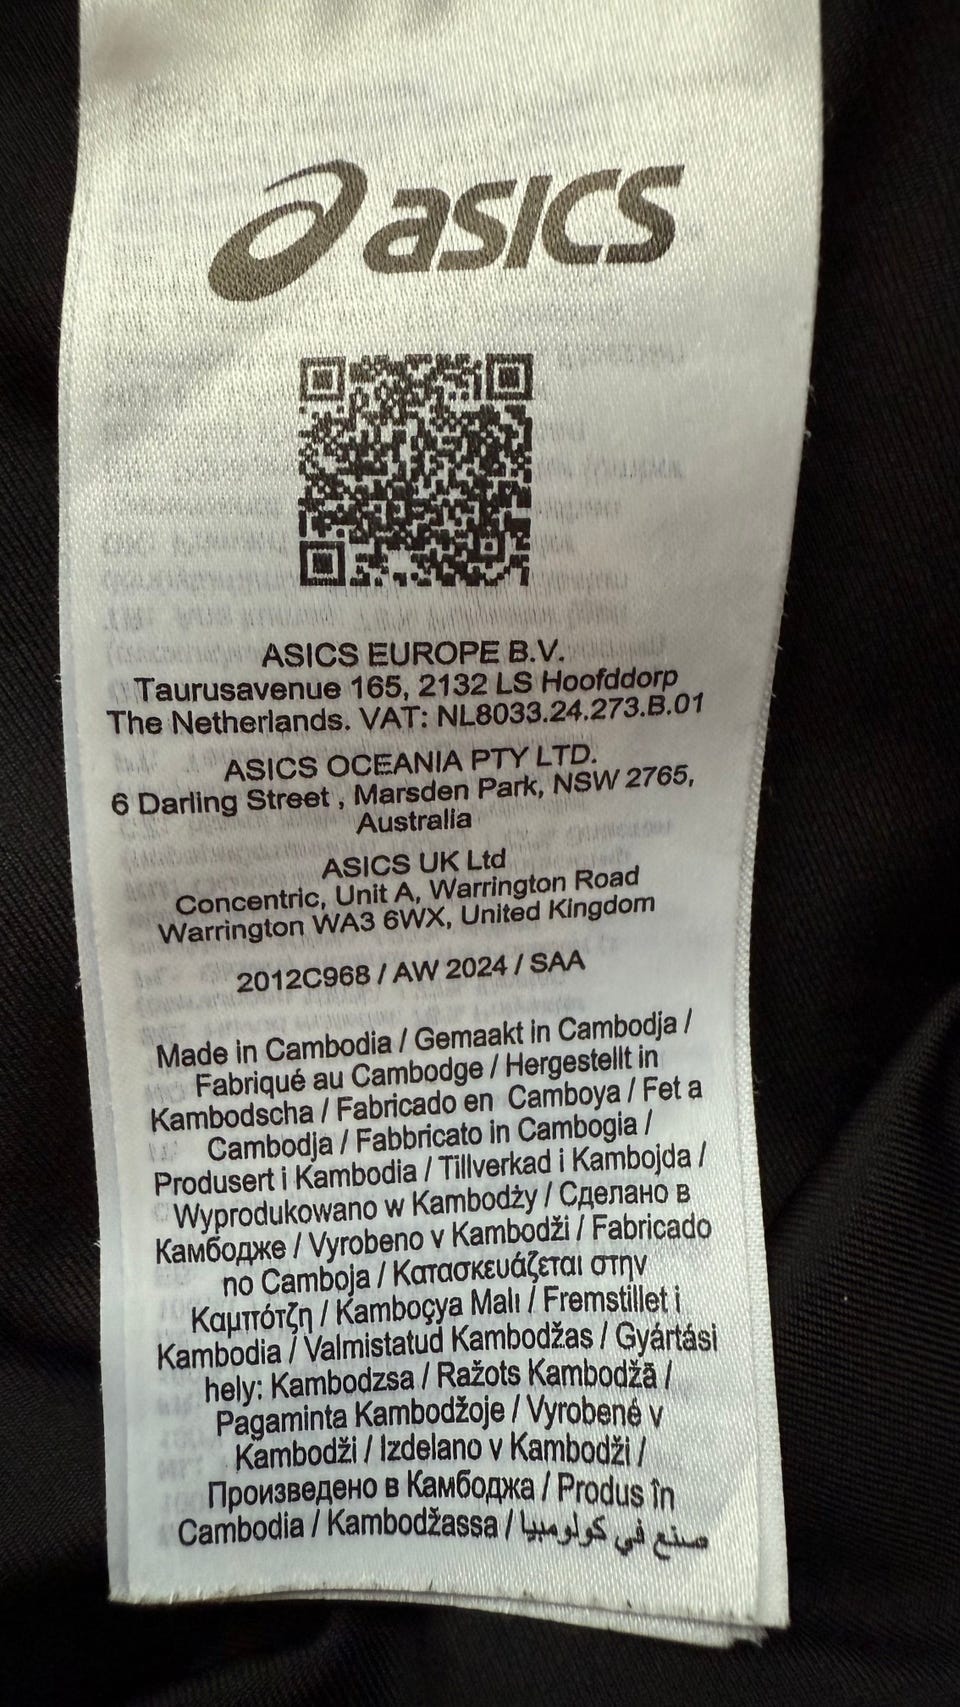 asics
ASICS EUROPE B.V.
Taurusavenue 165, 2132 LS Hoofddorp
The Netherlands. VAT: NL8033.24.273.B.01
ASICS OCEANIA PTY LTD.
6 Darling Street , Marsden Park, NSW 2765,
Australia
ASICS UK Ltd
Concentric, Unit A, Warrington Road
Warrington WA3 6WX, United Kingdom
2012C968 / AW 2024 / SAA
Made in Cambodia / Gemaakt in Cambodja /
Fabriqué au Cambodge / Hergestellt in
Kambodscha / Fabricado en Camboya / Fet a
Cambodja / Fabbricato in Cambogia /
Produsert i Kambodia / Tillverkad i Kambojda /
Wyprodukowano w Kambodży / Сделано в
Камбодже / Vyrobeno v Kambodži / Fabricado
no Camboja / Κατασκευάζεται στην
Καμπότζη / Kamboçya Malı / Fremstillet i
Kambodia / Valmistatud Kambodžas / Gyártási
hely: Kambodzsa / Ražots Kambodžā /
Pagaminta Kambodžoje / Vyrobené v
Kambodži / Izdelano v Kambodži /
Произведено в Камбоджа / Produs în
Cambodia / Kambodžassa / صنع في كولومبيا